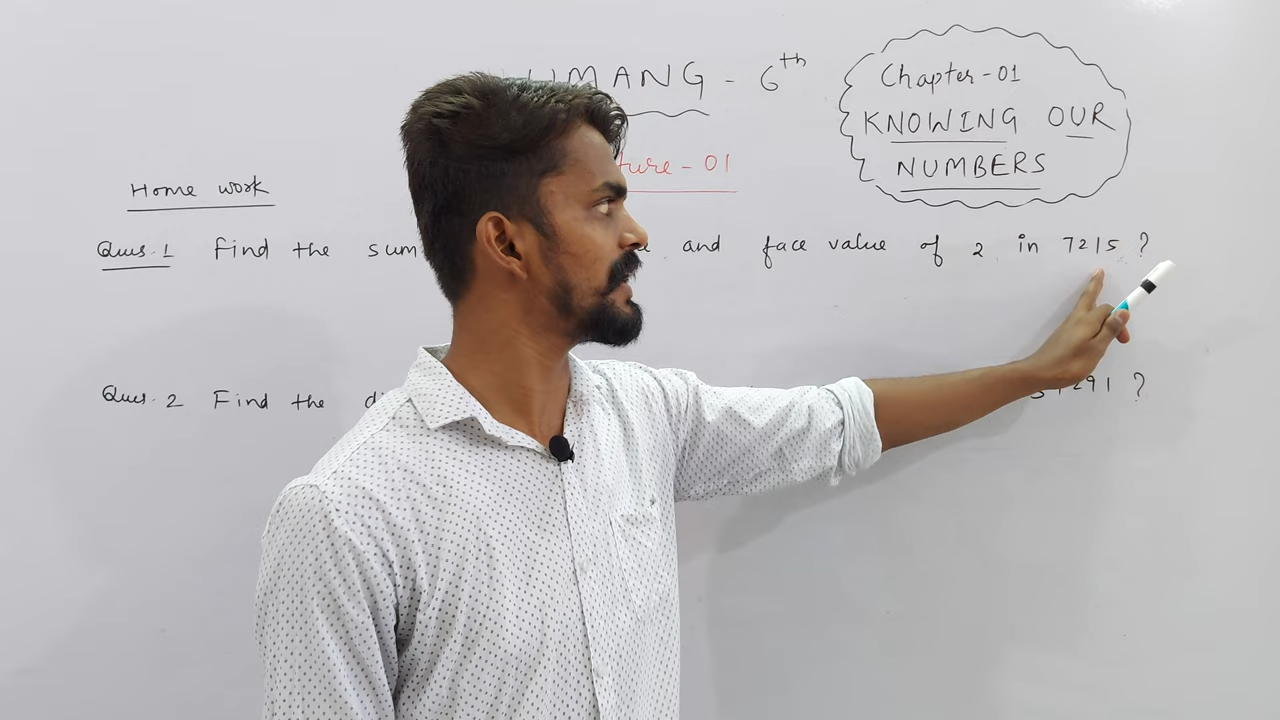 UMANG - 6th
Chapter - 01
KNOWING OUR
NUMBERS
ture - 01
Home work
Ques. 1 Find the sum and face value of 2 in 7215 ?
Ques. 2 Find the 291 ?